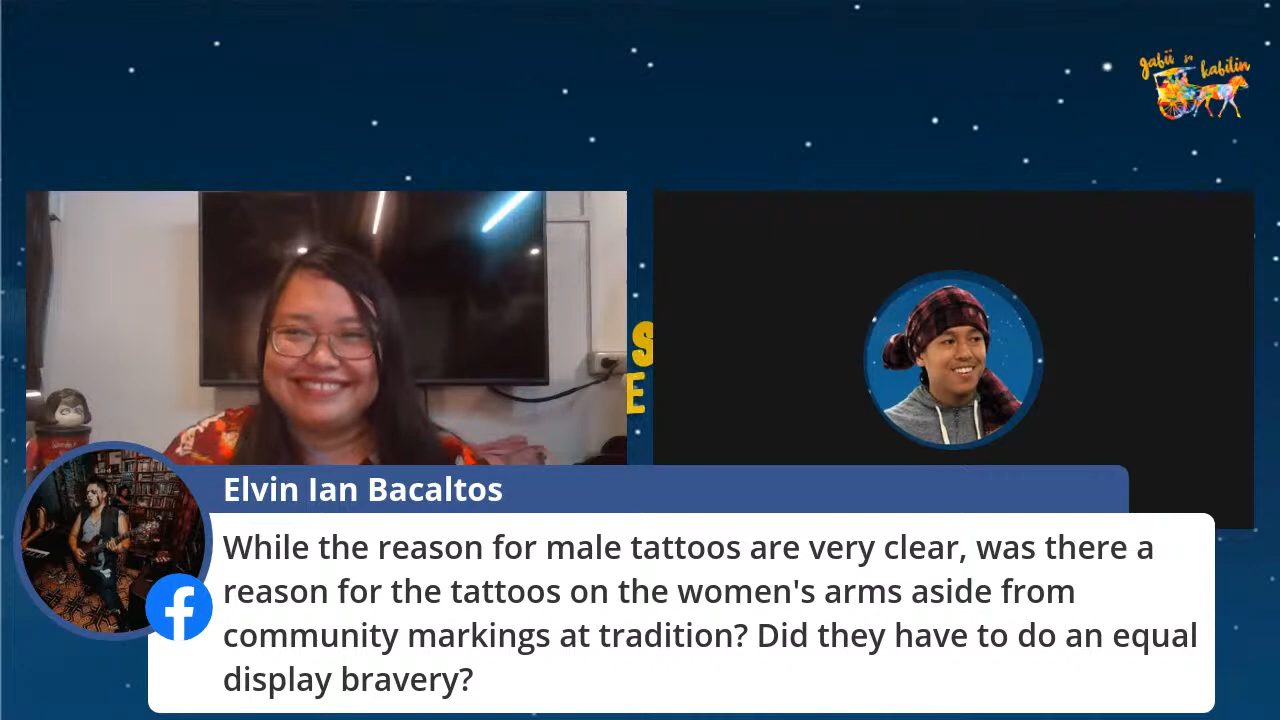 gabii sa kabilin
S
E
Elvin Ian Bacaltos
While the reason for male tattoos are very clear, was there a
reason for the tattoos on the women's arms aside from
community markings at tradition? Did they have to do an equal
display bravery?